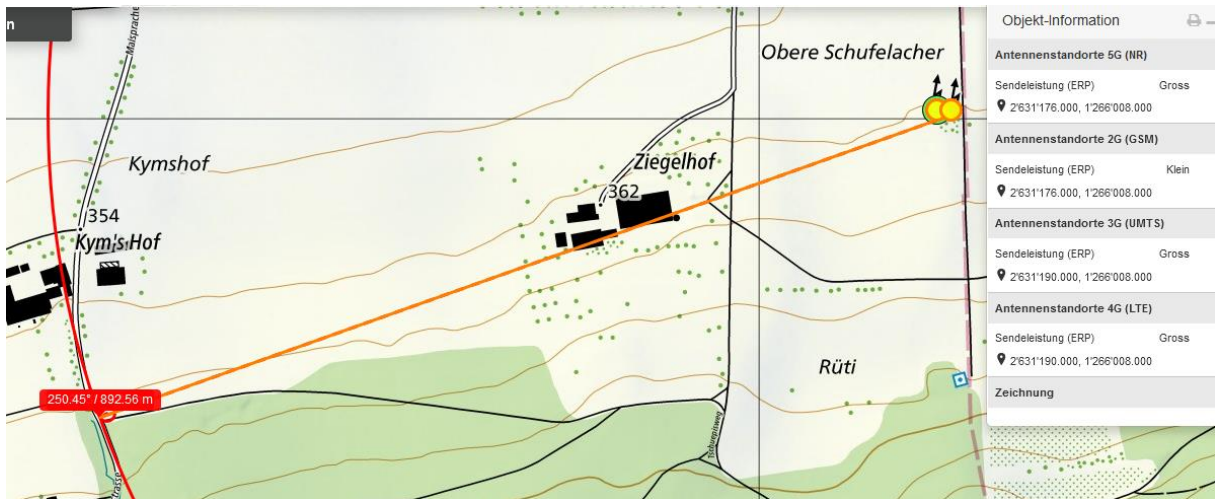 n
Maisprache
Obere Schufelacher
Kymshof
Ziegelhof
362
354
Kym's Hof
Rüti
250.45° / 892.56 m
Tschuepisweg
trasse
Objekt-Information
Antennenstandorte 5G (NR)
Sendeleistung (ERP) Gross
2'631'176.000, 1'266'008.000
Antennenstandorte 2G (GSM)
Sendeleistung (ERP) Klein
2'631'176.000, 1'266'008.000
Antennenstandorte 3G (UMTS)
Sendeleistung (ERP) Gross
2'631'190.000, 1'266'008.000
Antennenstandorte 4G (LTE)
Sendeleistung (ERP) Gross
2'631'190.000, 1'266'008.000
Zeichnung